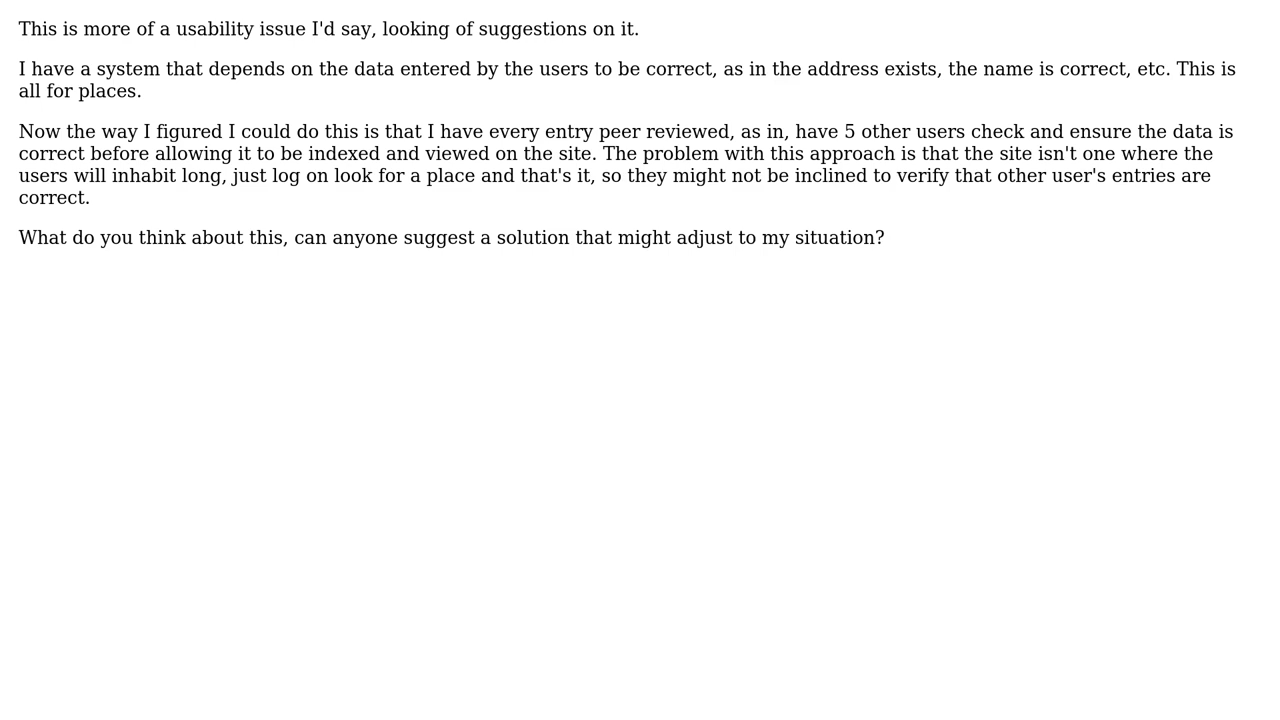 This is more of a usability issue I'd say, looking of suggestions on it.
I have a system that depends on the data entered by the users to be correct, as in the address exists, the name is correct, etc. This is
all for places.
Now the way I figured I could do this is that I have every entry peer reviewed, as in, have 5 other users check and ensure the data is
correct before allowing it to be indexed and viewed on the site. The problem with this approach is that the site isn't one where the
users will inhabit long, just log on look for a place and that's it, so they might not be inclined to verify that other user's entries are
correct.
What do you think about this, can anyone suggest a solution that might adjust to my situation?